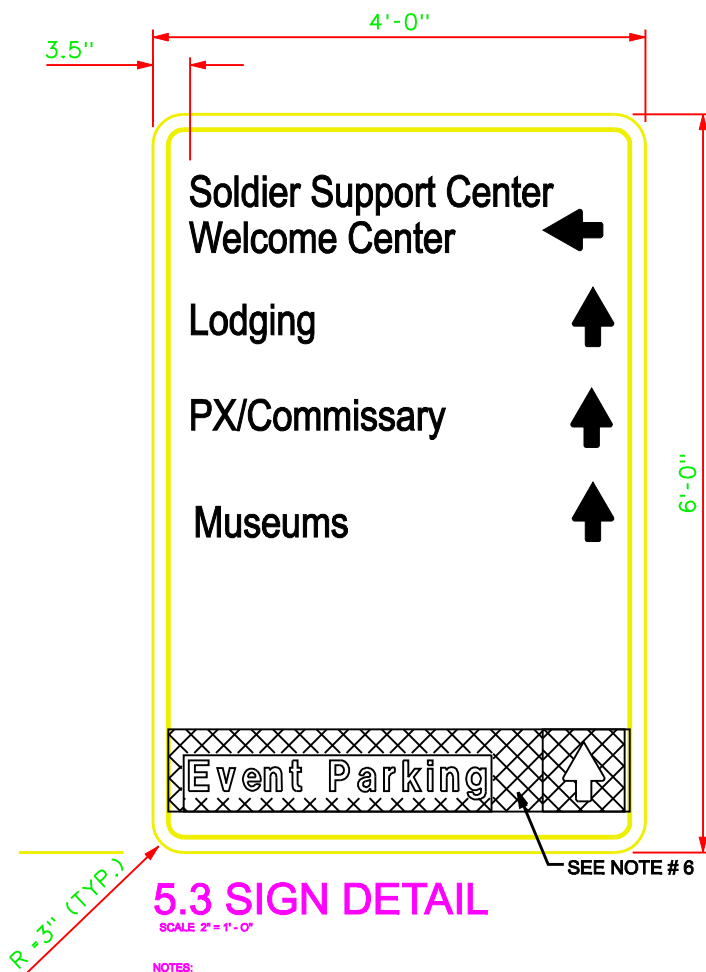 4'-0"
3.5"
Soldier Support Center
Welcome Center
Lodging
PX/Commissary
Museums
6'-0"
Event Parking
SEE NOTE # 6
R =3" (TYP.)
5.3 SIGN DETAIL
SCALE 2" = 1' - 0"
NOTES: